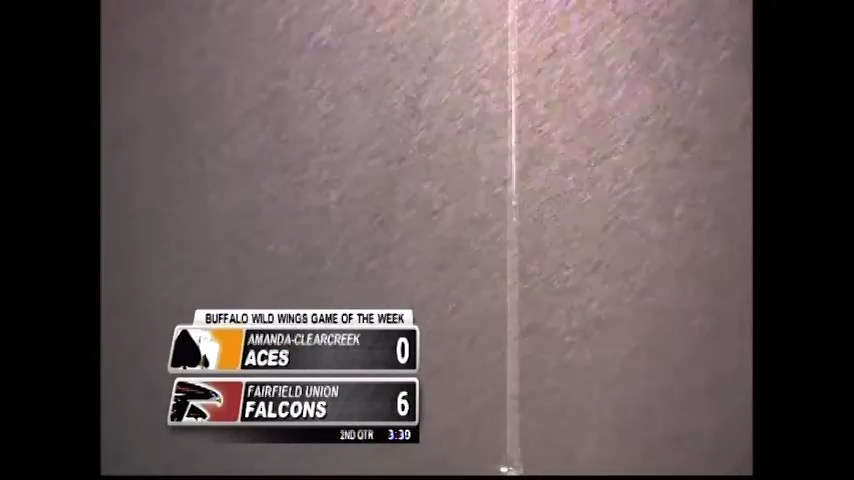 BUFFALO WILD WINGS GAME OF THE WEEK
AMANDA-CLEARCREEK
ACES 0
FAIRFIELD UNION
FALCONS 6
2ND QTR 3:39